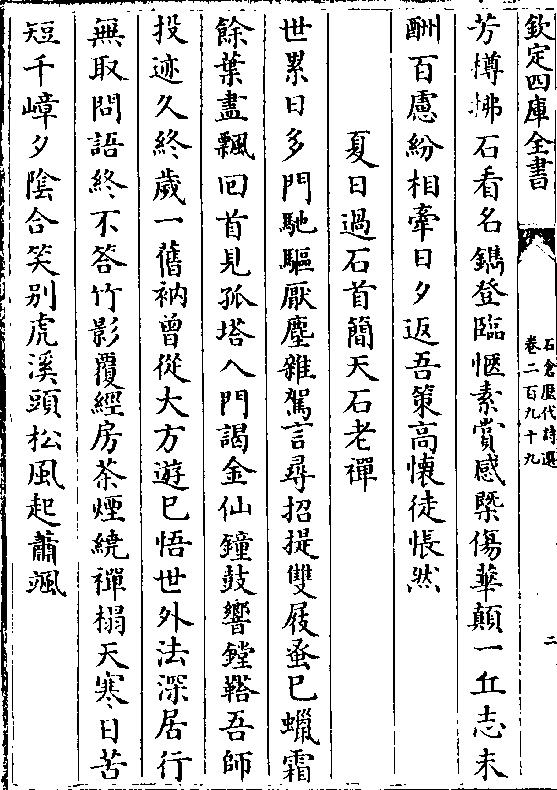 欽定四庫全書
石倉歷代詩選
卷二百九十九
二
芳樽拂石看名鐫登臨愜素賞感槩傷華顛一丘志未
酬百慮紛相牽日夕返吾策高懷徒悵然
夏日過石首簡天石老禪
世累日多門馳驅厭塵雜駕言尋招提雙屐蚤已蠟霜
餘葉盡飄回首見孤塔入門謁金仙鐘鼓響鏜鞳吾師
投迹久終歲一舊衲曾從大方遊已悟世外法深居行
無取問語終不答竹影覆經房茶煙繞禪榻天寒日苦
短千嶂夕陰合笑别虎溪頭松風起蕭颯